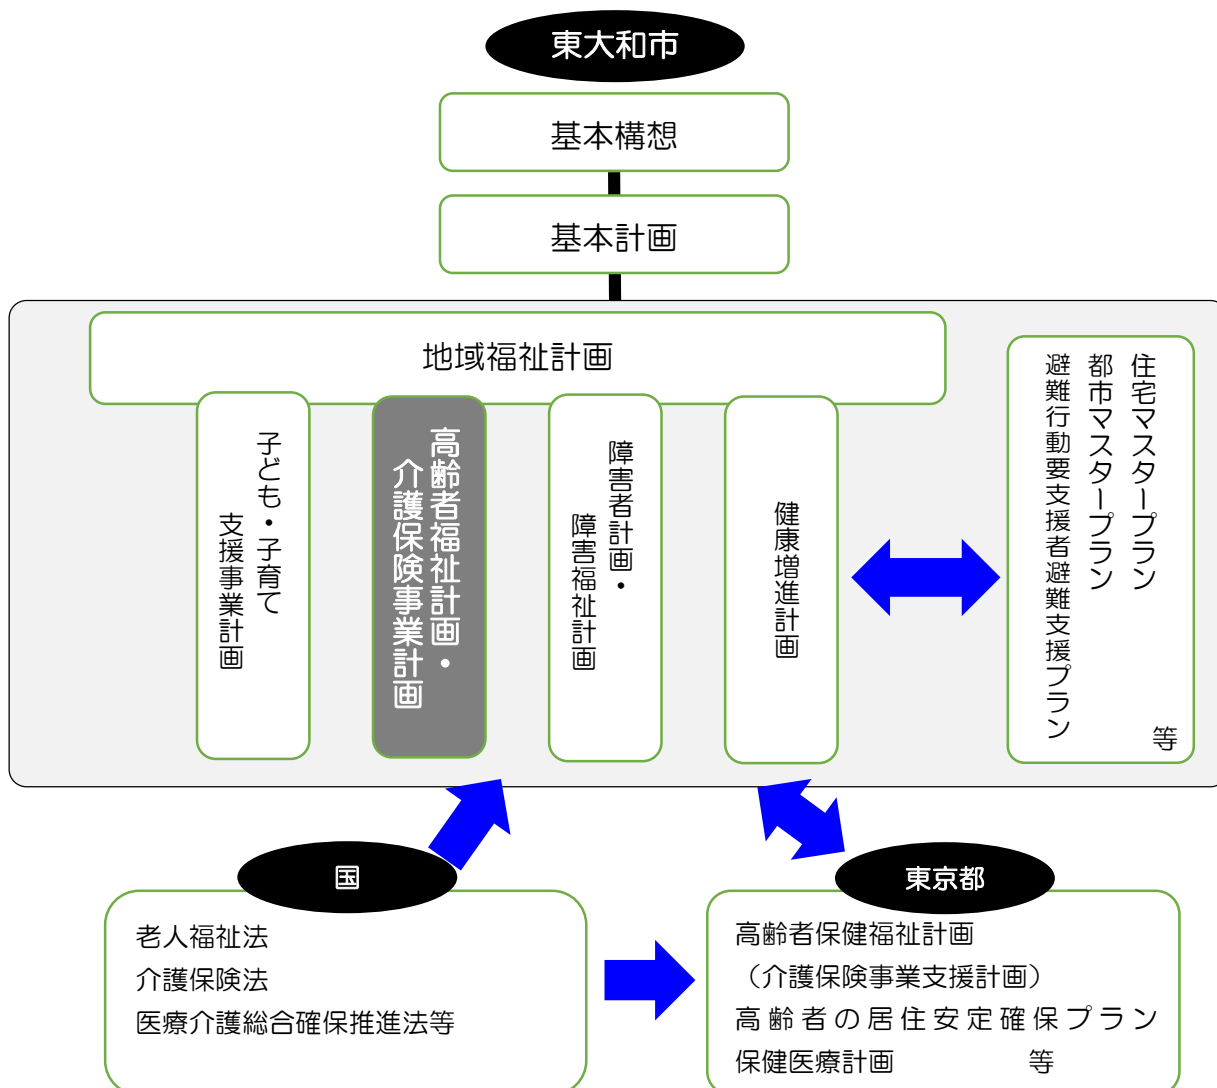 東大和市
基本構想
基本計画
地域福祉計画
子ども・子育て
支援事業計画
高齢者福祉計画・
介護保険事業計画
障害者計画・
障害福祉計画
健康増進計画
住宅マスタープラン
都市マスタープラン
避難行動要支援者避難支援プラン
等
国
老人福祉法
介護保険法
医療介護総合確保推進法等
東京都
高齢者保健福祉計画
（介護保険事業支援計画）
高齢者の居住安定確保プラン
保健医療計画　　　　　等